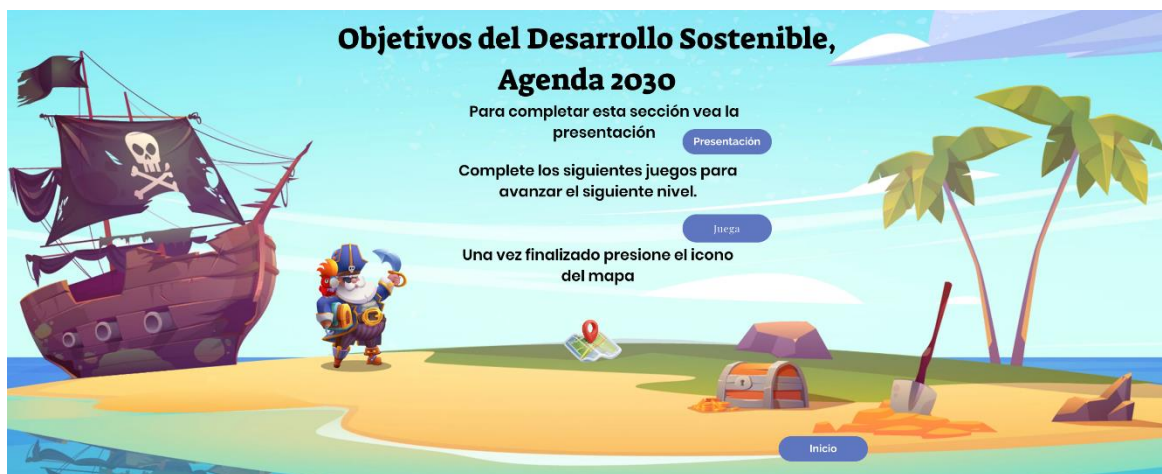 Objetivos del Desarrollo Sostenible,
Agenda 2030
Para completar esta sección vea la
presentación
Presentación
Complete los siguientes juegos para
avanzar el siguiente nivel.
Juega
Una vez finalizado presione el icono
del mapa
Inicio